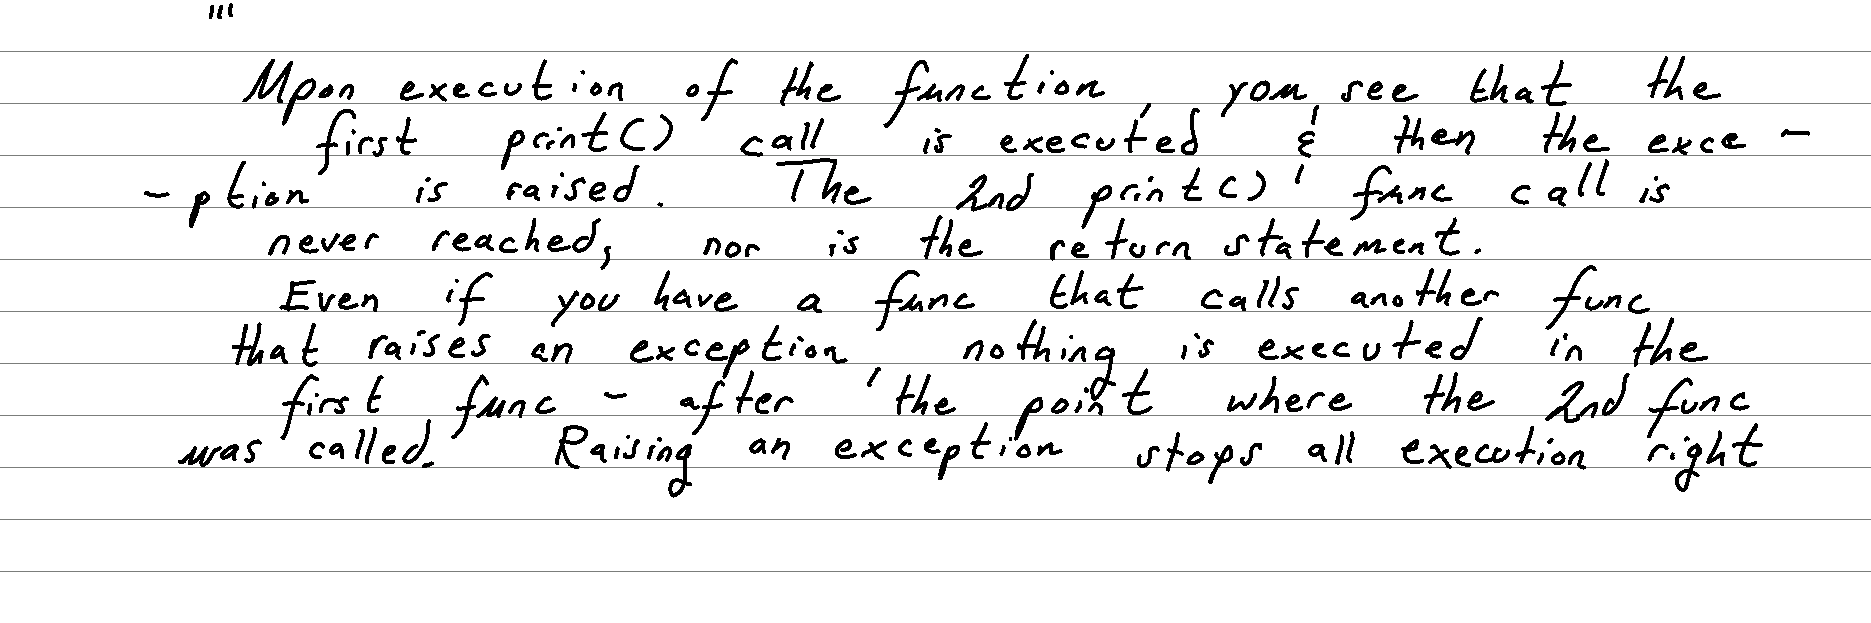 '''
Upon execution of the function, you see that the
first print() call is executed & then the exce -
- ption is raised. The 2nd print() func call is
never reached, nor is the return statement.
Even if you have a func that calls another func
that raises an exception, nothing is executed in the
first func - after the point where the 2nd func
was called. Raising an exception stops all execution right